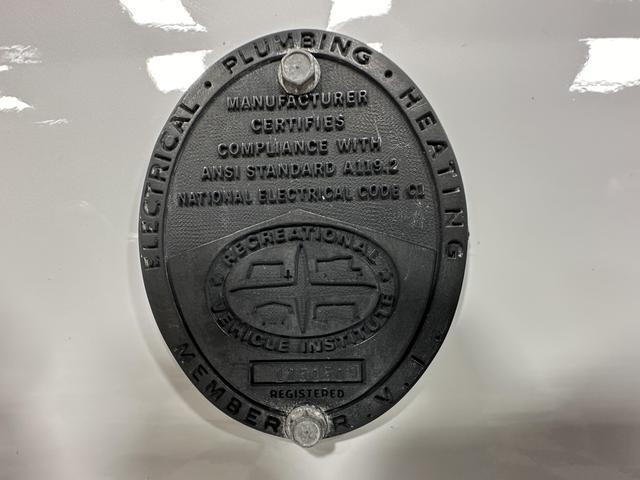 ELECTRICAL • PLUMBING • HEATING
MANUFACTURER
CERTIFIES
COMPLIANCE WITH
ANSI STANDARD A119.2
NATIONAL ELECTRICAL CODE C1
RECREATIONAL
VEHICLE INSTITUTE
REGISTERED
MEMBER R.V.I.